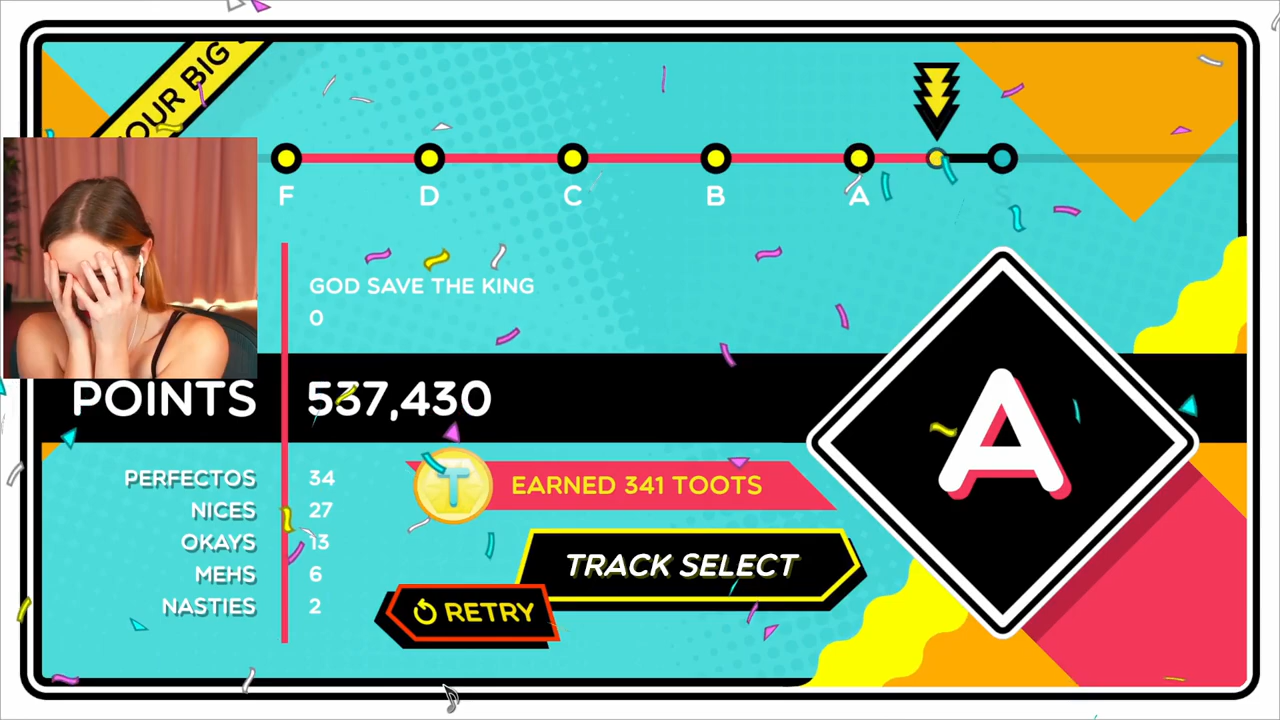 OUR BIG
F D C B A S
GOD SAVE THE KING
0
POINTS 537,430
PERFECTOS 34
NICES 27
OKAYS 13
MEHS 6
NASTIES 2
T
EARNED 341 TOOTS
TRACK SELECT
RETRY
A